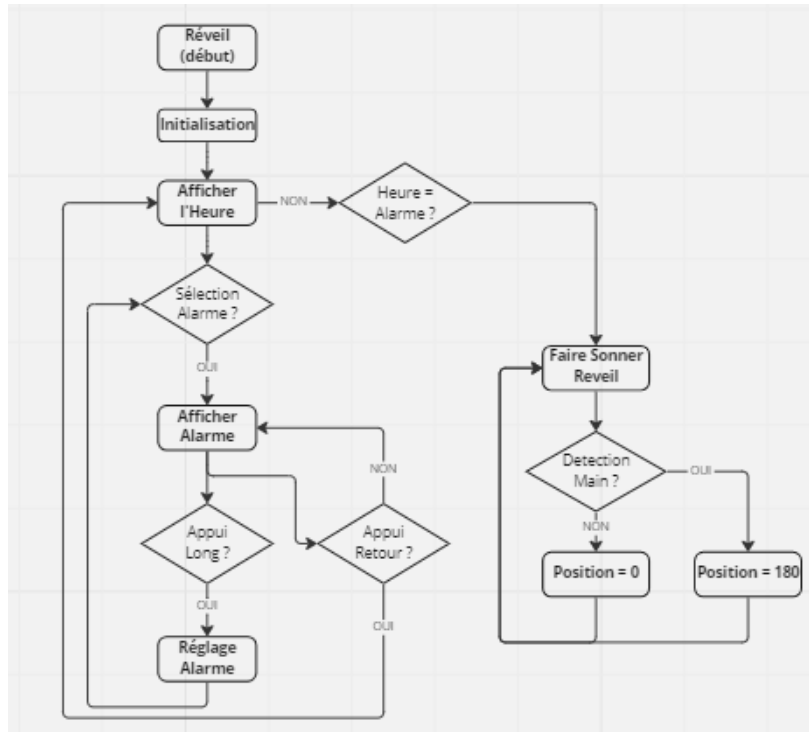 Réveil
(début)
Initialisation
Afficher
l'Heure
NON
Heure =
Alarme ?
Sélection
Alarme ?
OUI
Afficher
Alarme
NON
Appui
Long ?
Appui
Retour ?
OUI
OUI
Réglage
Alarme
Faire Sonner
Reveil
Detection
Main ?
OUI
NON
Position = 0
Position = 180